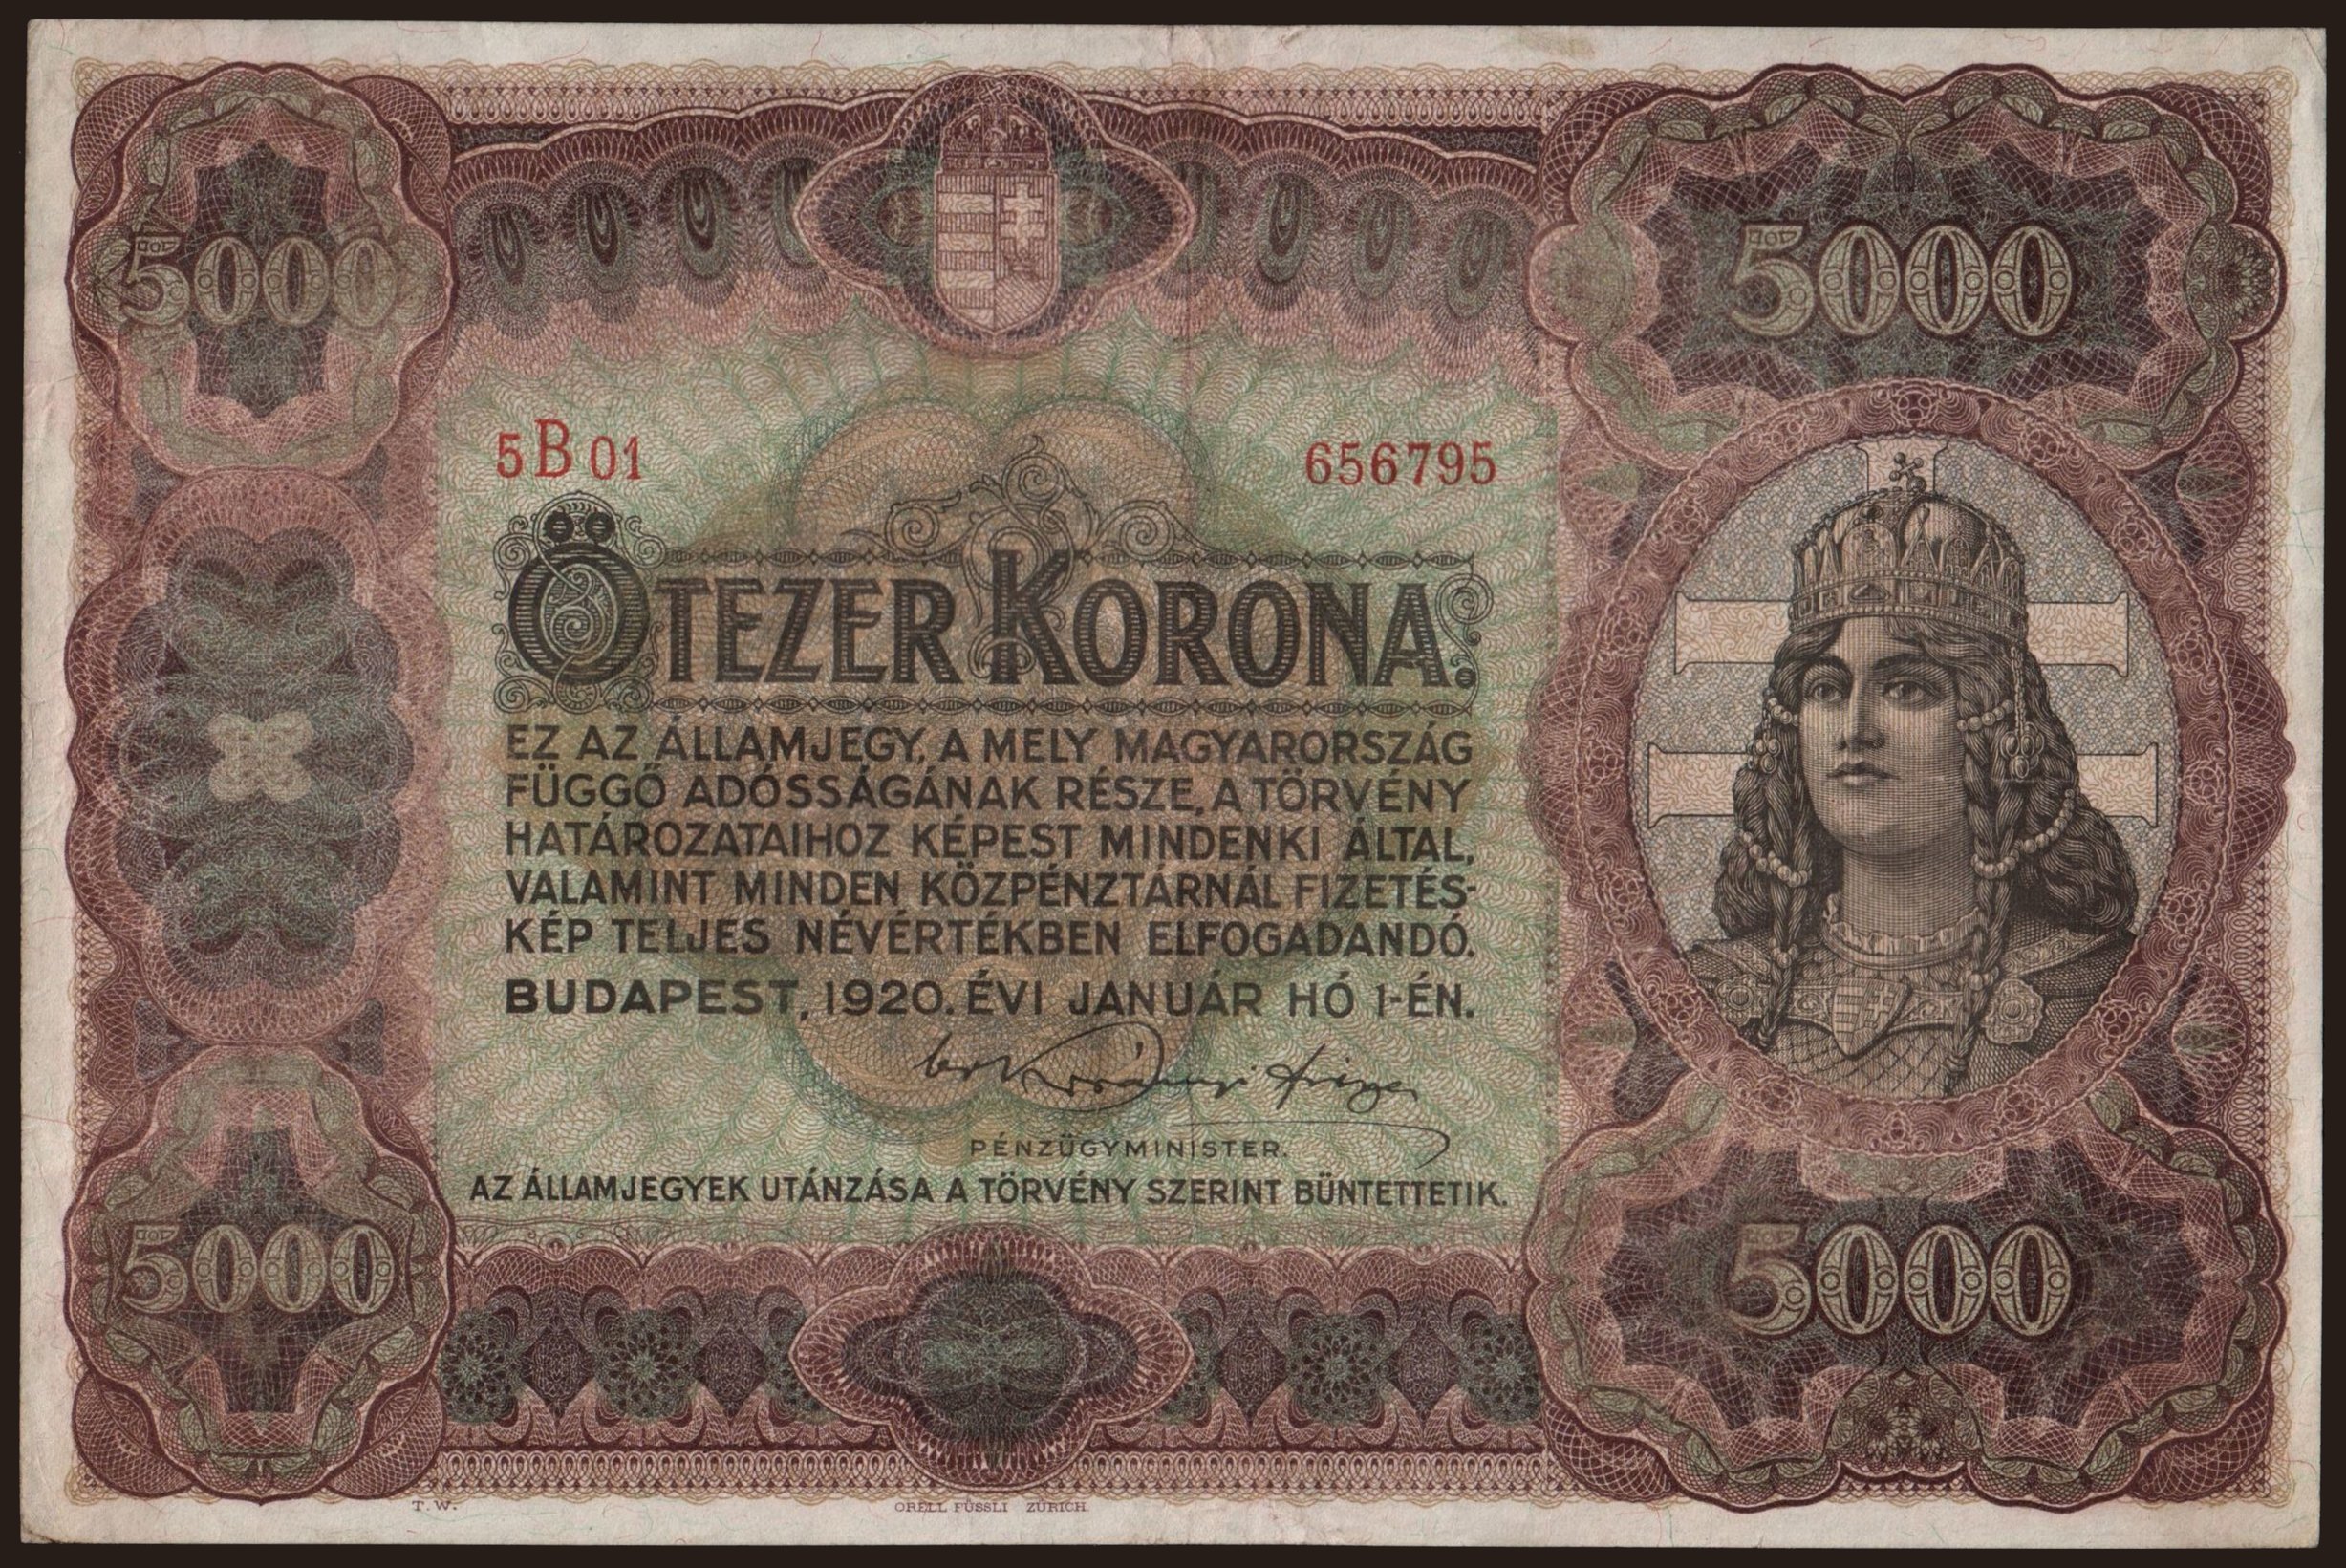 5000 5000
5B01 656795
ÖTEZER KORONA.
EZ AZ ÁLLAMJEGY, A MELY MAGYARORSZÁG
FÜGGŐ ADÓSSÁGÁNAK RÉSZE, A TÖRVÉNY
HATÁROZATAIHOZ KÉPEST MINDENKI ÁLTAL,
VALAMINT MINDEN KÖZPÉNZTÁRNÁL FIZETÉS-
KÉP TELJES NÉVÉRTÉKBEN ELFOGADANDÓ.
BUDAPEST, 1920. ÉVI JANUÁR HÓ 1-ÉN.
PÉNZÜGYMINISTER.
AZ ÁLLAMJEGYEK UTÁNZÁSA A TÖRVÉNY SZERINT BÜNTETTETIK.
5000 5000
T. W. ORELL FÜSSLI ZÜRICH